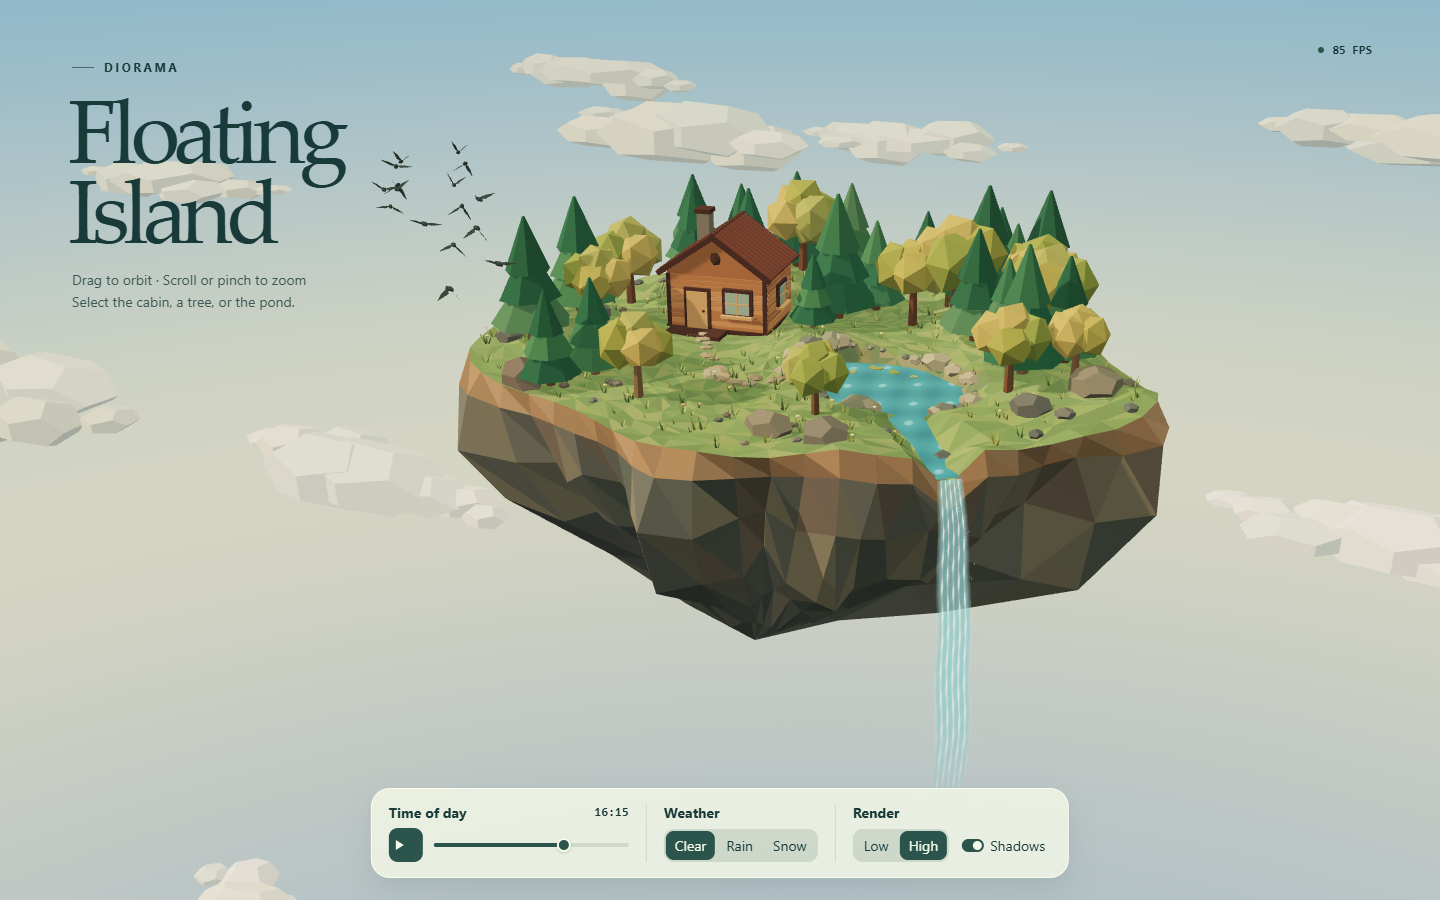 DIORAMA
85 FPS
Floating
Island
Drag to orbit · Scroll or pinch to zoom
Select the cabin, a tree, or the pond.
Time of day
16:15
Weather
Render
Clear
Rain
Snow
Low
High
Shadows